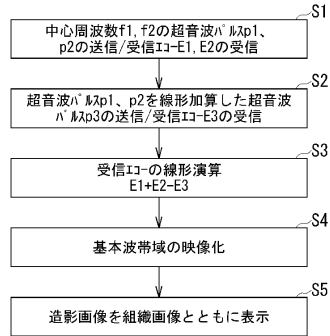 S1
中心周波数f1,f2の超音波ﾊﾟﾙｽp1、
p2の送信/受信ｴｺｰE1,E2の受信
S2
超音波ﾊﾟﾙｽp1、p2を線形加算した超音波
ﾊﾟﾙｽp3の送信/受信ｴｺｰE3の受信
S3
受信ｴｺｰの線形演算
E1+E2-E3
S4
基本波帯域の映像化
S5
造影画像を組織画像とともに表示